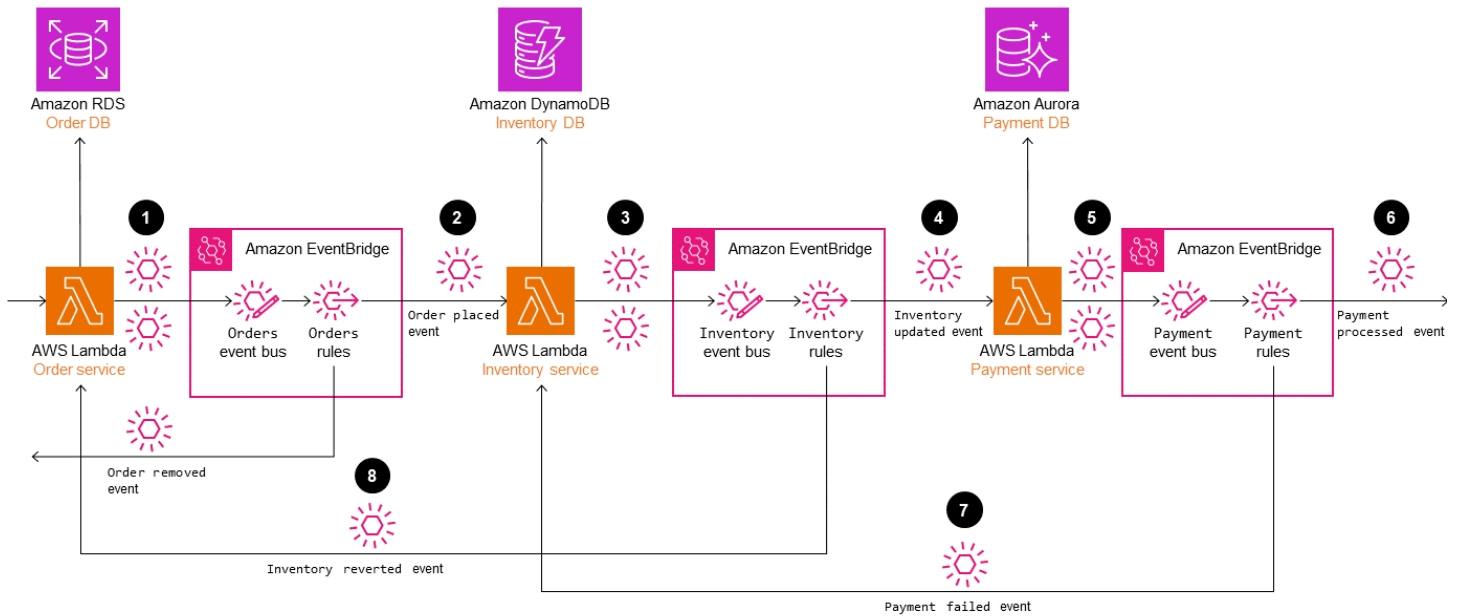 Amazon RDS
Order DB
Amazon DynamoDB
Inventory DB
Amazon Aurora
Payment DB
1
2
3
4
5
6
Amazon EventBridge
Amazon EventBridge
Amazon EventBridge
AWS Lambda
Order service
Orders
event bus
Orders
rules
Order placed
event
AWS Lambda
Inventory service
Inventory
event bus
Inventory
rules
Inventory
updated event
AWS Lambda
Payment service
Payment
event bus
Payment
rules
Payment
processed event
Order removed
event
8
Inventory reverted event
7
Payment failed event